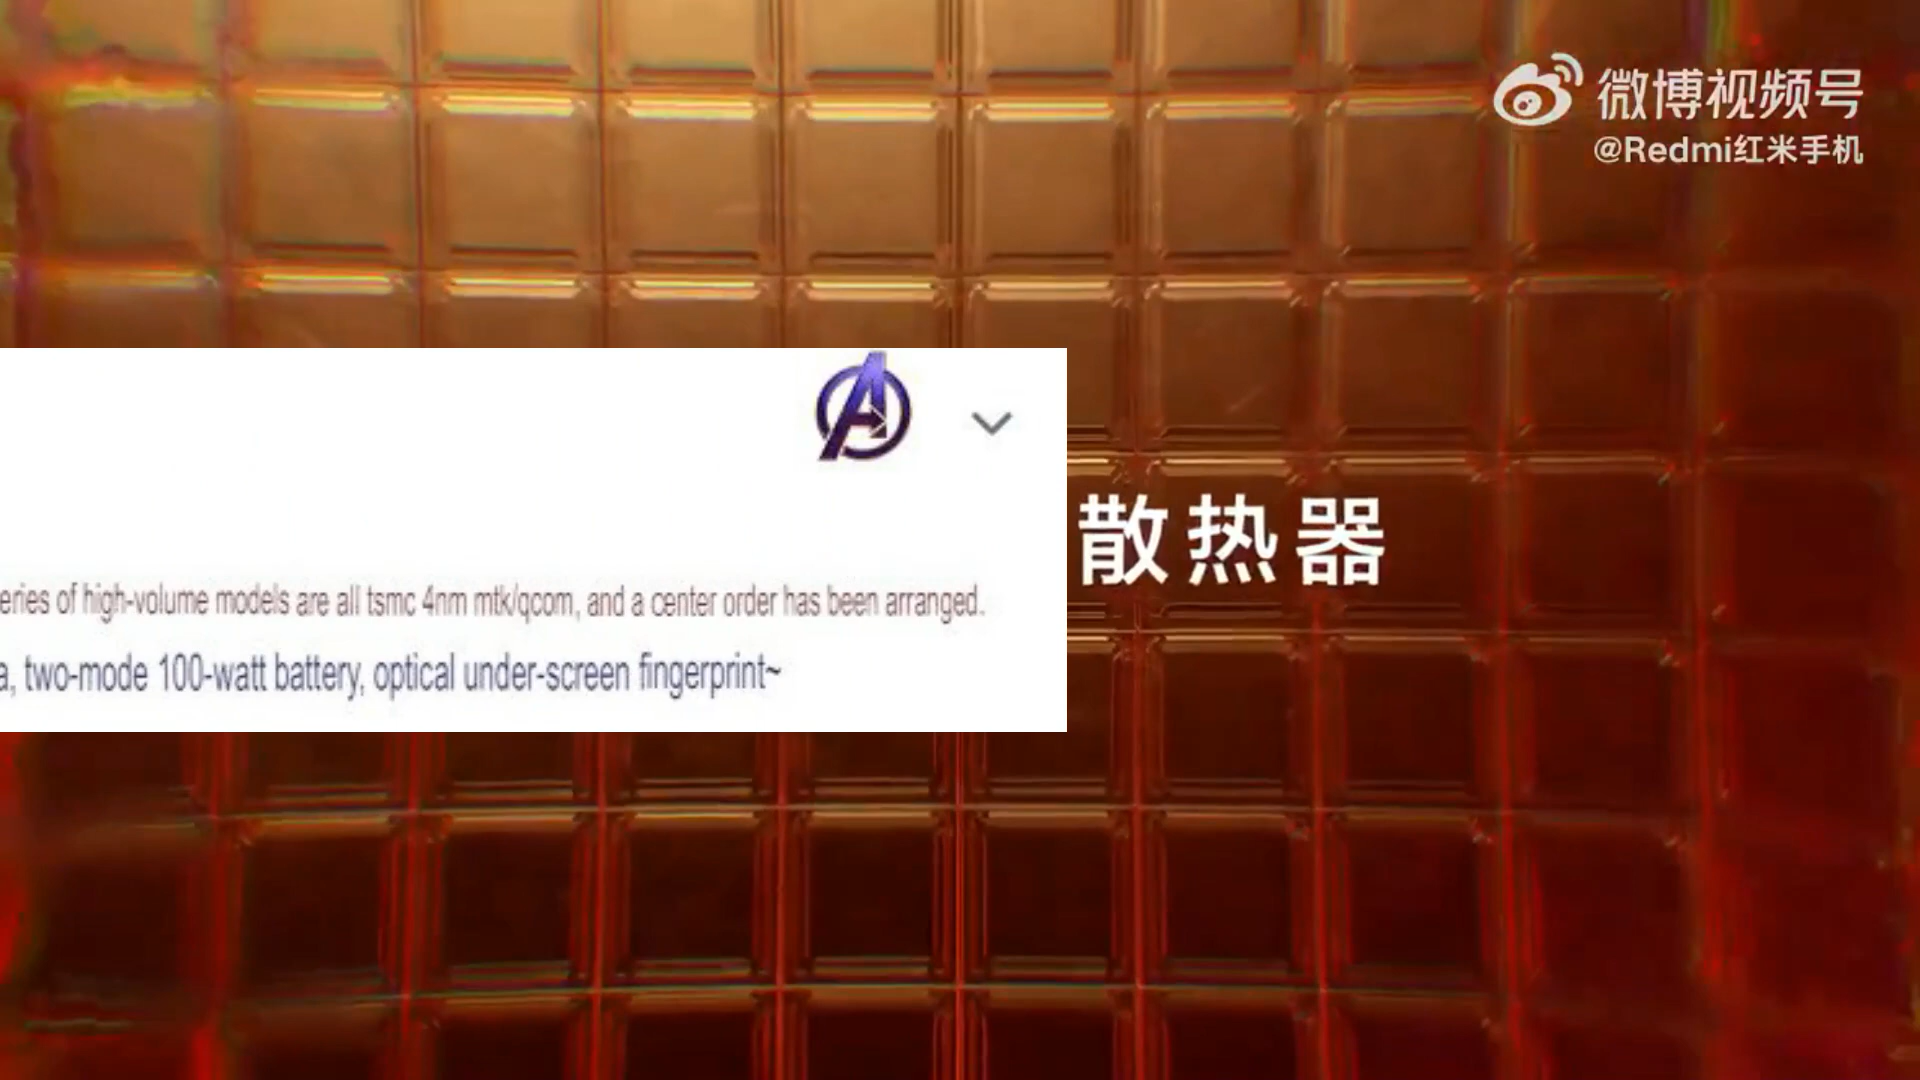 微博视频号
@Redmi红米手机
散热器
eries of high-volume models are all tsmc 4nm mtk/qcom, and a center order has been arranged.
a, two-mode 100-watt battery, optical under-screen fingerprint~